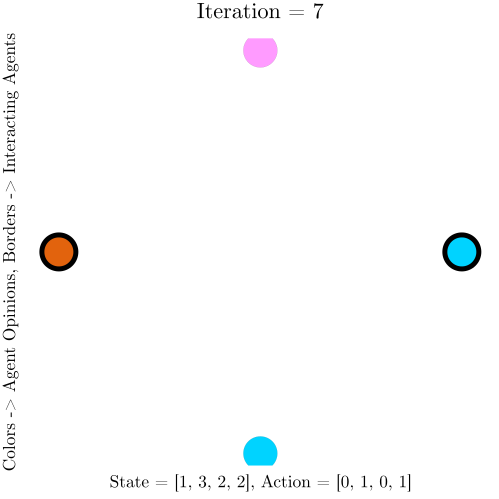 Iteration = 7
Colors -> Agent Opinions, Borders -> Interacting Agents
State = [1, 3, 2, 2], Action = [0, 1, 0, 1]